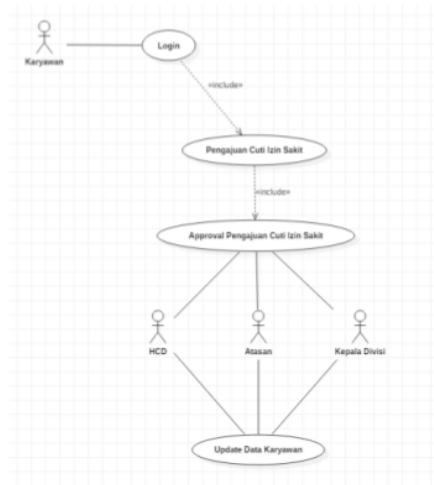 Login
Karyawan
«include»
Pengajuan Cuti Izin Sakit
«include»
Approval Pengajuan Cuti Izin Sakit
HCD
Atasan
Kepala Divisi
Update Data Karyawan